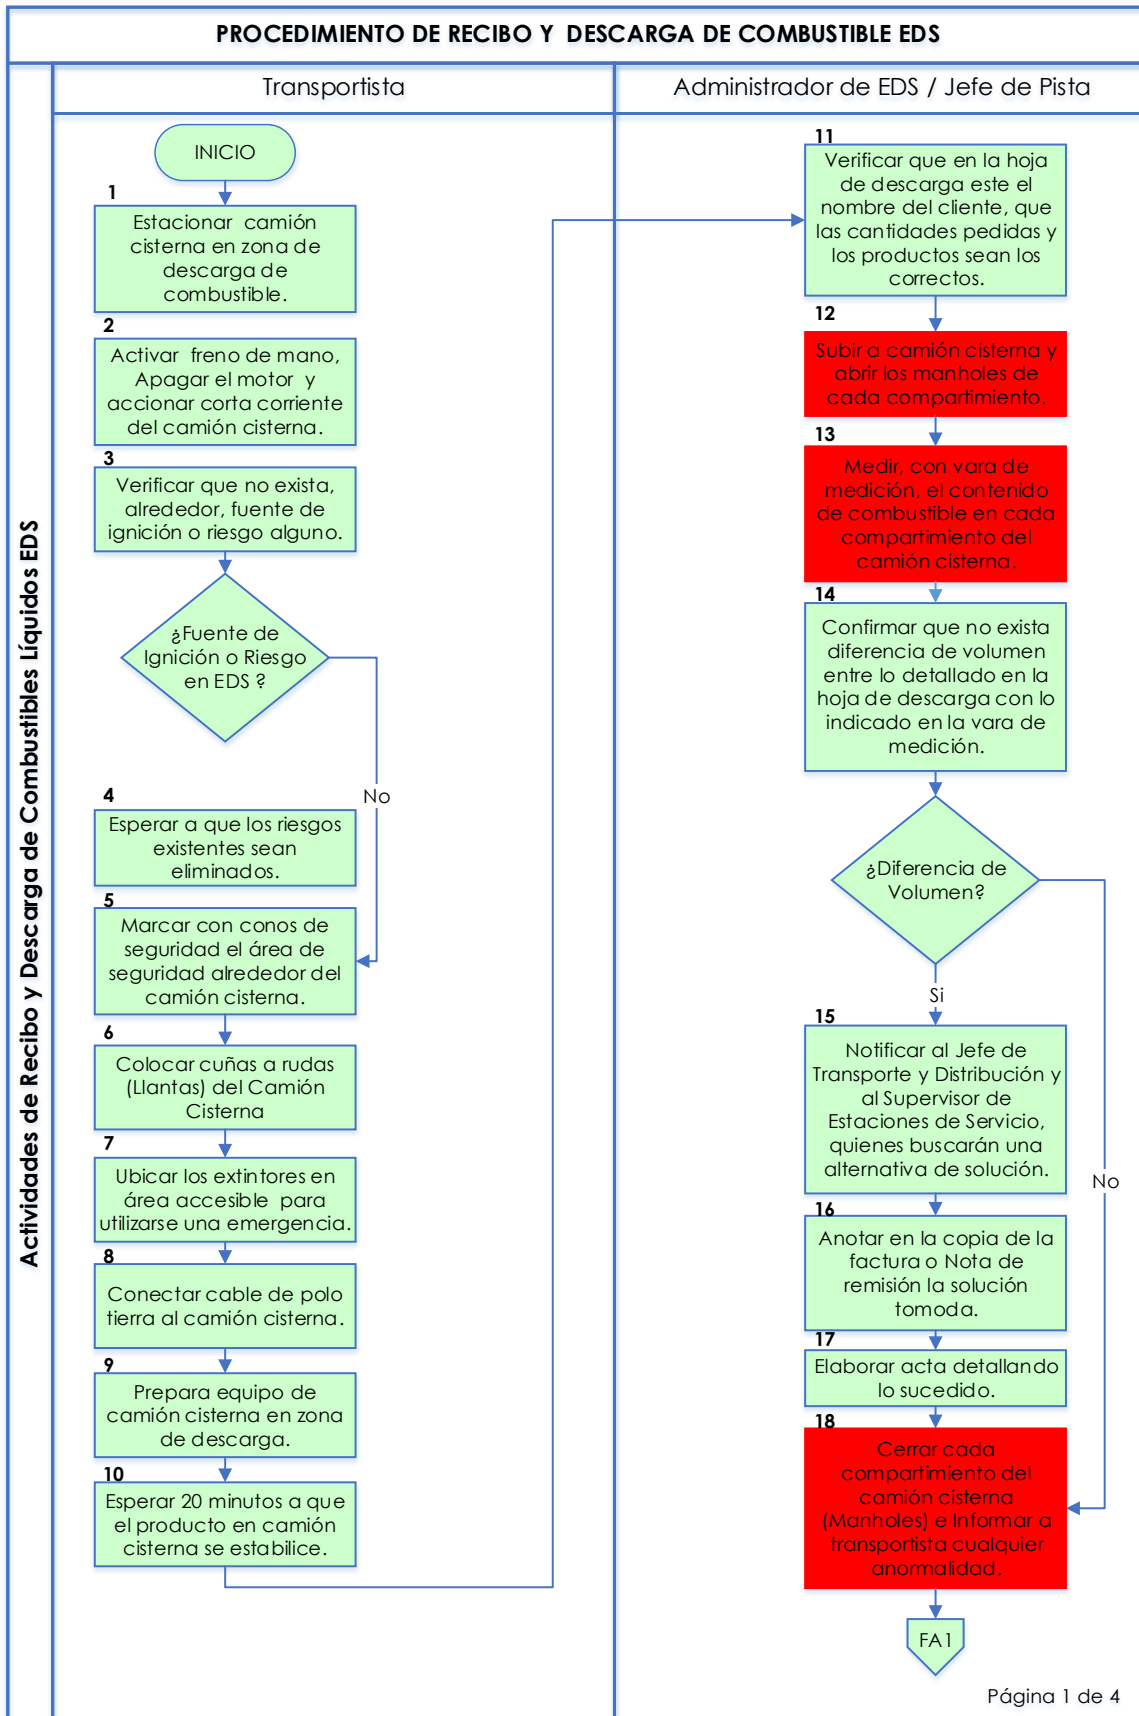 PROCEDIMIENTO DE RECIBO Y DESCARGA DE COMBUSTIBLE EDS
Actividades de Recibo y Descarga de Combustibles Líquidos EDS
Transportista
INICIO
1
Estacionar camión
cisterna en zona de
descarga de
combustible.
2
Activar freno de mano,
Apagar el motor y
accionar corta corriente
del camión cisterna.
3
Verificar que no exista,
alrededor, fuente de
ignición o riesgo alguno.
¿Fuente de
Ignición o Riesgo
en EDS ?
No
4
Esperar a que los riesgos
existentes sean
eliminados.
5
Marcar con conos de
seguridad el área de
seguridad alrededor del
camión cisterna.
6
Colocar cuñas a rudas
(Llantas) del Camión
Cisterna
7
Ubicar los extintores en
área accesible para
utilizarse una emergencia.
8
Conectar cable de polo
tierra al camión cisterna.
9
Prepara equipo de
camión cisterna en zona
de descarga.
10
Esperar 20 minutos a que
el producto en camión
cisterna se estabilice.
Administrador de EDS / Jefe de Pista
11
Verificar que en la hoja
de descarga este el
nombre del cliente, que
las cantidades pedidas y
los productos sean los
correctos.
12
Subir a camión cisterna y
abrir los manholes de
cada compartimiento.
13
Medir, con vara de
medición, el contenido
de combustible en cada
compartimiento del
camión cisterna.
14
Confirmar que no exista
diferencia de volumen
entre lo detallado en la
hoja de descarga con lo
indicado en la vara de
medición.
¿Diferencia de
Volumen?
Si
No
15
Notificar al Jefe de
Transporte y Distribución y
al Supervisor de
Estaciones de Servicio,
quienes buscarán una
alternativa de solución.
16
Anotar en la copia de la
factura o Nota de
remisión la solución
tomoda.
17
Elaborar acta detallando
lo sucedido.
18
Cerrar cada
compartimiento del
camión cisterna
(Manholes) e Informar a
transportista cualquier
anormalidad.
FA1
Página 1 de 4